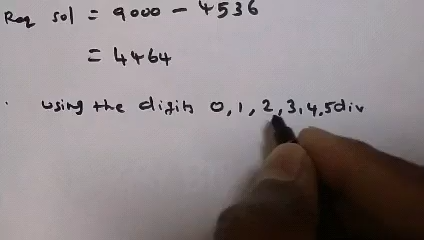 Req sol = 9000 - 4536
= 4464
using the digits 0, 1, 2, 3, 4, 5 div